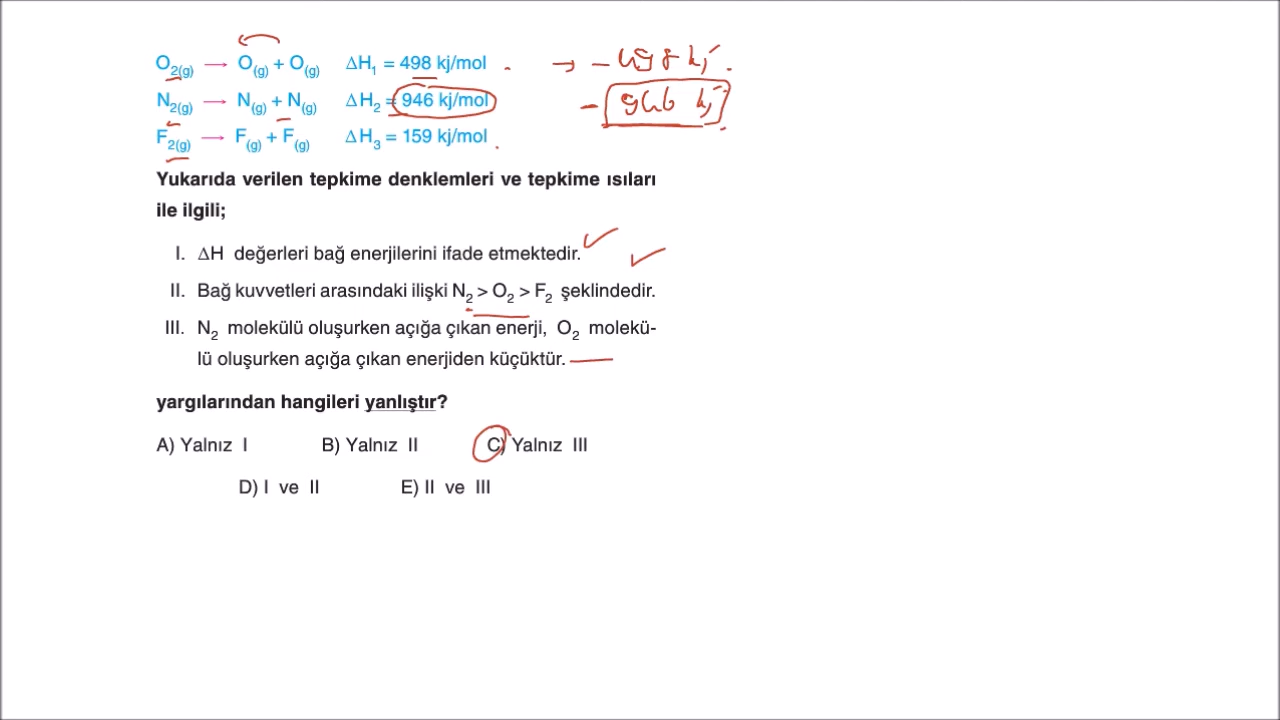 O2(g) → O(g) + O(g) ΔH1 = 498 kj/mol → - 498 kj
N2(g) → N(g) + N(g) ΔH2 = 946 kj/mol - 946 kj
F2(g) → F(g) + F(g) ΔH3 = 159 kj/mol
Yukarıda verilen tepkime denklemleri ve tepkime ısıları
ile ilgili;
I. ΔH değerleri bağ enerjilerini ifade etmektedir.
II. Bağ kuvvetleri arasındaki ilişki N2 > O2 > F2 şeklindedir.
III. N2 molekülü oluşurken açığa çıkan enerji, O2 molekü-
lü oluşurken açığa çıkan enerjiden küçüktür.
yargılarından hangileri yanlıştır?
A) Yalnız I B) Yalnız II C) Yalnız III
D) I ve II E) II ve III